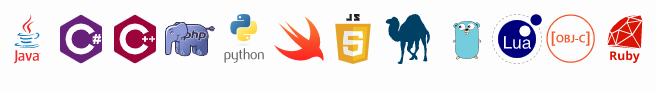 Java
C#
C++
php
python
JS
5
Lua
[OBJ-C]
Ruby